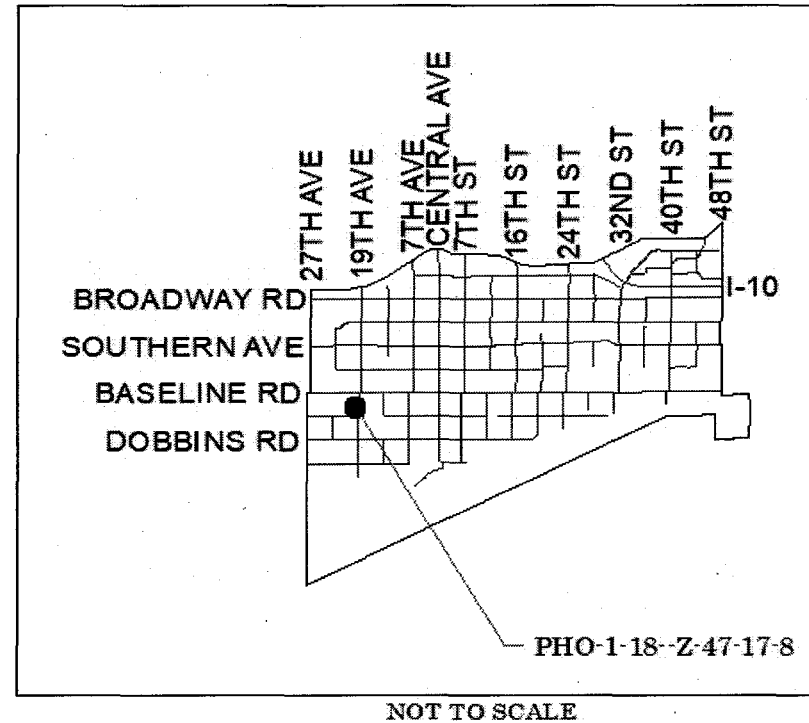 27TH AVE
19TH AVE
7TH AVE
CENTRAL AVE
7TH ST
16TH ST
24TH ST
32ND ST
40TH ST
48TH ST
BROADWAY RD
I-10
SOUTHERN AVE
BASELINE RD
DOBBINS RD
PHO-1-18--Z-47-17-8
NOT TO SCALE